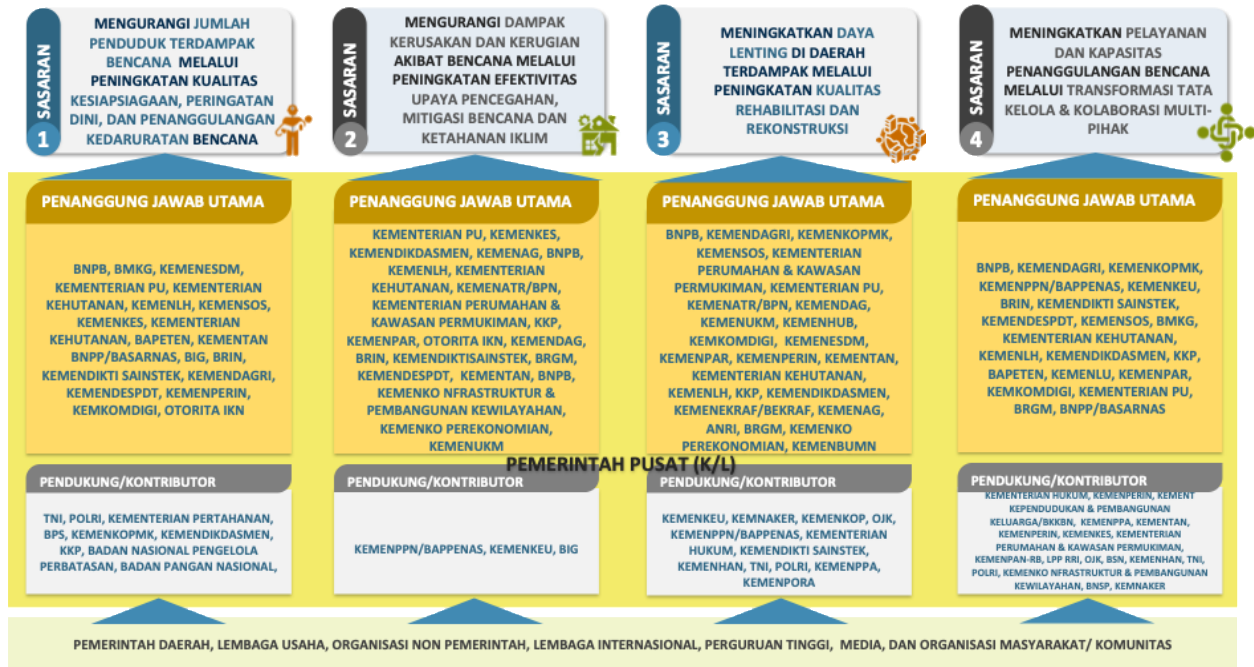 SASARAN
1
MENGURANGI JUMLAH
PENDUDUK TERDAMPAK
BENCANA MELALUI
PENINGKATAN KUALITAS
KESIAPSIAGAAN, PERINGATAN
DINI, DAN PENANGGULANGAN
KEDARURATAN BENCANA
SASARAN
2
MENGURANGI DAMPAK
KERUSAKAN DAN KERUGIAN
AKIBAT BENCANA MELALUI
PENINGKATAN EFEKTIVITAS
UPAYA PENCEGAHAN,
MITIGASI BENCANA DAN
KETAHANAN IKLIM
SASARAN
3
MENINGKATKAN DAYA
LENTING DI DAERAH
TERDAMPAK MELALUI
PENINGKATAN KUALITAS
REHABILITASI DAN
REKONSTRUKSI
SASARAN
4
MENINGKATKAN PELAYANAN
DAN KAPASITAS
PENANGGULANGAN BENCANA
MELALUI TRANSFORMASI TATA
KELOLA & KOLABORASI MULTI-
PIHAK
PENANGGUNG JAWAB UTAMA
BNPB, BMKG, KEMENESDM,
KEMENTERIAN PU, KEMENTERIAN
KEHUTANAN, KEMENLH, KEMENSOS,
KEMENKES, KEMENTERIAN
KEHUTANAN, BAPETEN, KEMENTAN
BNPP/BASARNAS, BIG, BRIN,
KEMENDIKTI SAINSTEK, KEMENDAGRI,
KEMENDESPDT, KEMENPERIN,
KEMKOMDIGI, OTORITA IKN
PENANGGUNG JAWAB UTAMA
KEMENTERIAN PU, KEMENKES,
KEMENDIKDASMEN, KEMENAG, BNPB,
KEMENLH, KEMENTERIAN
KEHUTANAN, KEMENATR/BPN,
KEMENTERIAN PERUMAHAN &
KAWASAN PERMUKIMAN, KKP,
KEMENPAR, OTORITA IKN, KEMENDAG,
BRIN, KEMENDIKTISAINSTEK, BRGM,
KEMENDESPDT, KEMENTAN, BNPB,
KEMENKO NFRASTRUKTUR &
PEMBANGUNAN KEWILAYAHAN,
KEMENKO PEREKONOMIAN,
KEMENUKM
PENANGGUNG JAWAB UTAMA
BNPB, KEMENDAGRI, KEMENKOPMK,
KEMENSOS, KEMENTERIAN
PERUMAHAN & KAWASAN
PERMUKIMAN, KEMENTERIAN PU,
KEMENATR/BPN, KEMENDAG,
KEMENUKM, KEMENHUB,
KEMKOMDIGI, KEMENESDM,
KEMENPAR, KEMENPERIN, KEMENTAN,
KEMENTERIAN KEHUTANAN,
KEMENLH, KKP, KEMENDIKDASMEN,
KEMENEKRAF/BEKRAF, KEMENAG,
ANRI, BRGM, KEMENKO
PEREKONOMIAN, KEMENBUMN
PENANGGUNG JAWAB UTAMA
BNPB, KEMENDAGRI, KEMENKOPMK,
KEMENPPN/BAPPENAS, KEMENKEU,
BRIN, KEMENDIKTI SAINSTEK,
KEMENDESPDT, KEMENSOS, BMKG,
KEMENTERIAN KEHUTANAN,
KEMENLH, KEMENDIKDASMEN, KKP,
BAPETEN, KEMENLU, KEMENPAR,
KEMKOMDIGI, KEMENTERIAN PU,
BRGM, BNPP/BASARNAS
PEMERINTAH PUSAT (K/L)
PENDUKUNG/KONTRIBUTOR
TNI, POLRI, KEMENTERIAN PERTAHANAN,
BPS, KEMENKOPMK, KEMENDIKDASMEN,
KKP, BADAN NASIONAL PENGELOLA
PERBATASAN, BADAN PANGAN NASIONAL,
PENDUKUNG/KONTRIBUTOR
KEMENPPN/BAPPENAS, KEMENKEU, BIG
PENDUKUNG/KONTRIBUTOR
KEMENKEU, KEMNAKER, KEMENKOP, OJK,
KEMENPPN/BAPPENAS, KEMENTERIAN
HUKUM, KEMENDIKTI SAINSTEK,
KEMENHAN, TNI, POLRI, KEMENPPA,
KEMENPORA
PENDUKUNG/KONTRIBUTOR
KEMENTERIAN HUKUM, KEMENPERIN, KEMENT
KEPENDUDUKAN & PEMBANGUNAN
KELUARGA/BKKBN, KEMENPPA, KEMENTAN,
KEMENPERIN, KEMENKES, KEMENTERIAN
PERUMAHAN & KAWASAN PERMUKIMAN,
KEMENPAN-RB, LPP RRI, OJK, BSN, KEMENHAN, TNI,
POLRI, KEMENKO NFRASTRUKTUR & PEMBANGUNAN
KEWILAYAHAN, BNSP, KEMNAKER
PEMERINTAH DAERAH, LEMBAGA USAHA, ORGANISASI NON PEMERINTAH, LEMBAGA INTERNASIONAL, PERGURUAN TINGGI, MEDIA, DAN ORGANISASI MASYARAKAT/ KOMUNITAS